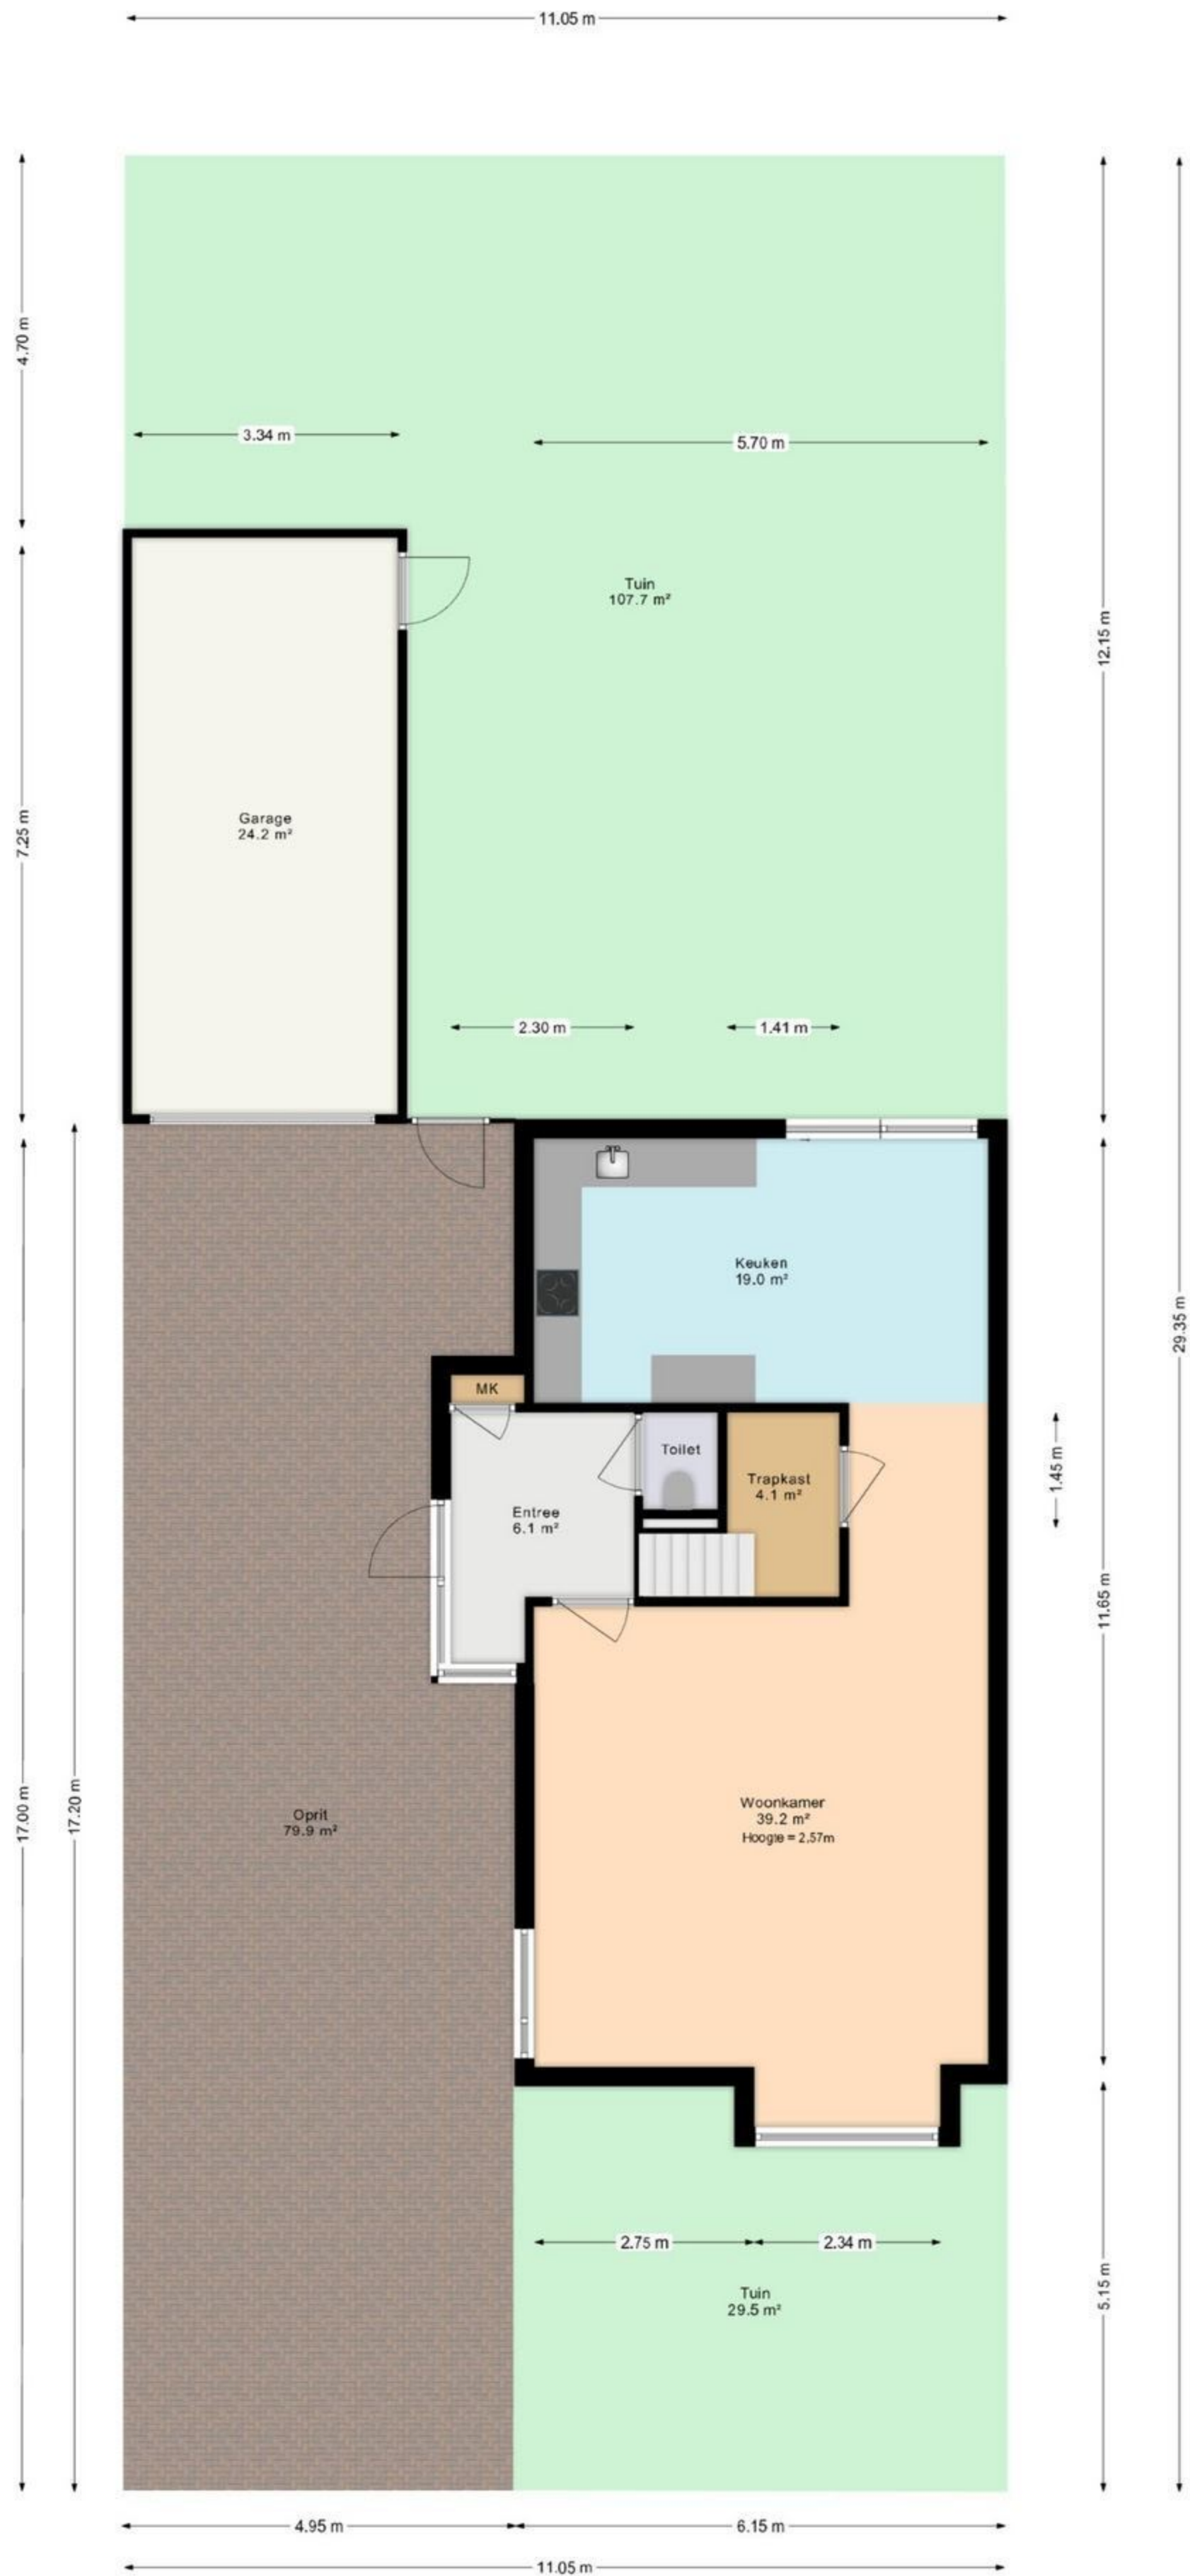 11.05 m
4.70 m
3.34 m
5.70 m
Tuin
107.7 m²
12.15 m
7.25 m
Garage
24.2 m²
2.30 m
1.41 m
Keuken
19.0 m²
29.35 m
MK
Toilet
1.45 m
Trapkast
4.1 m²
Entree
6.1 m²
11.65 m
Woonkamer
39.2 m²
Hoogte = 2.57m
17.00 m
17.20 m
Oprit
79.9 m²
2.75 m
2.34 m
Tuin
29.5 m²
5.15 m
4.95 m
6.15 m
11.05 m